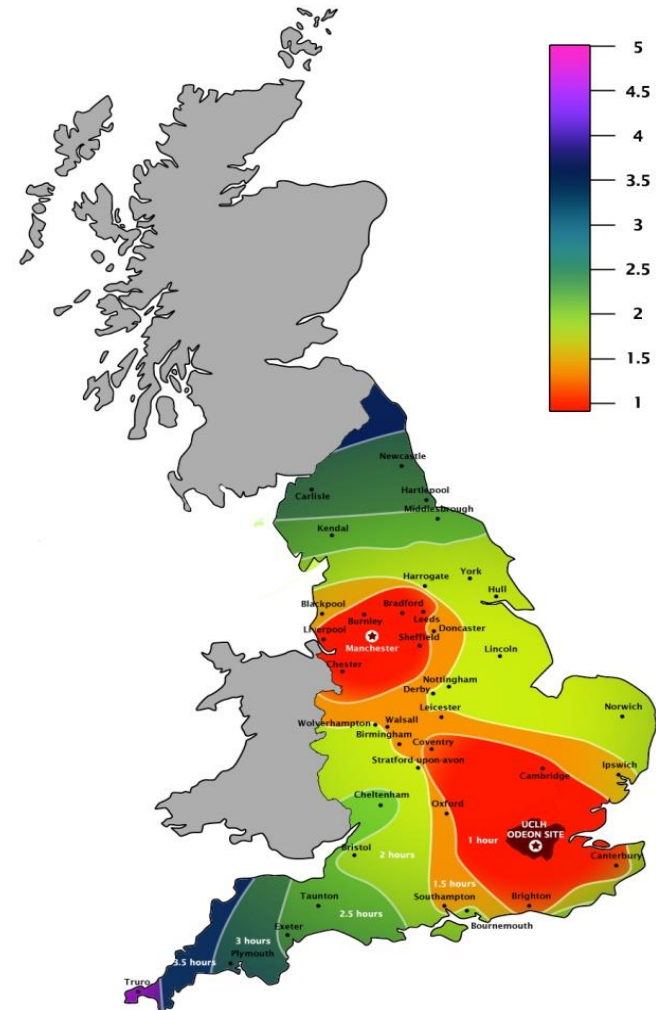 5
4.5
4
3.5
3
2.5
2
1.5
1
Newcastle
Carlisle
Hartlepool
Middlesbrough
Kendal
York
Harrogate
Hull
Blackpool
Bradford
Burnley
Leeds
Liverpool
Doncaster
Manchester
Sheffield
Lincoln
Chester
Nottingham
Derby
Norwich
Leicester
Wolverhampton
Walsall
Birmingham
Coventry
Stratford-upon-avon
Cambridge
Ipswich
Cheltenham
Oxford
UCLH
ODEON SITE
1 hour
Bristol
2 hours
Canterbury
1.5 hours
Taunton
Southampton
Brighton
2.5 hours
Bournemouth
Exeter
3 hours
Plymouth
3.5 hours
Truro